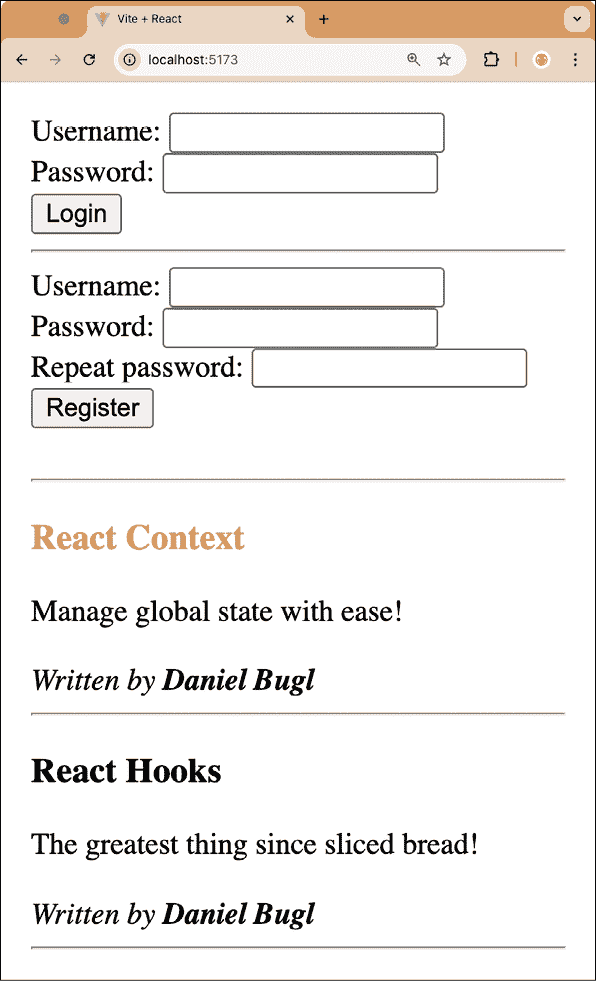 Vite + React
localhost:5173
Username:
Password:
Login
Username:
Password:
Repeat password:
Register
React Context
Manage global state with ease!
Written by Daniel Bugl
React Hooks
The greatest thing since sliced bread!
Written by Daniel Bugl